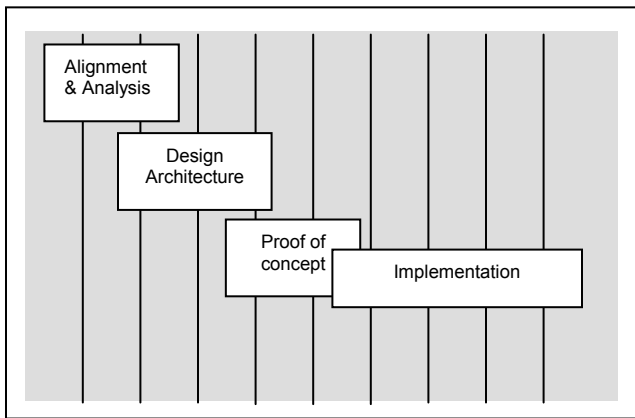 Alignment
& Analysis
Design
Architecture
Proof of
concept
Implementation